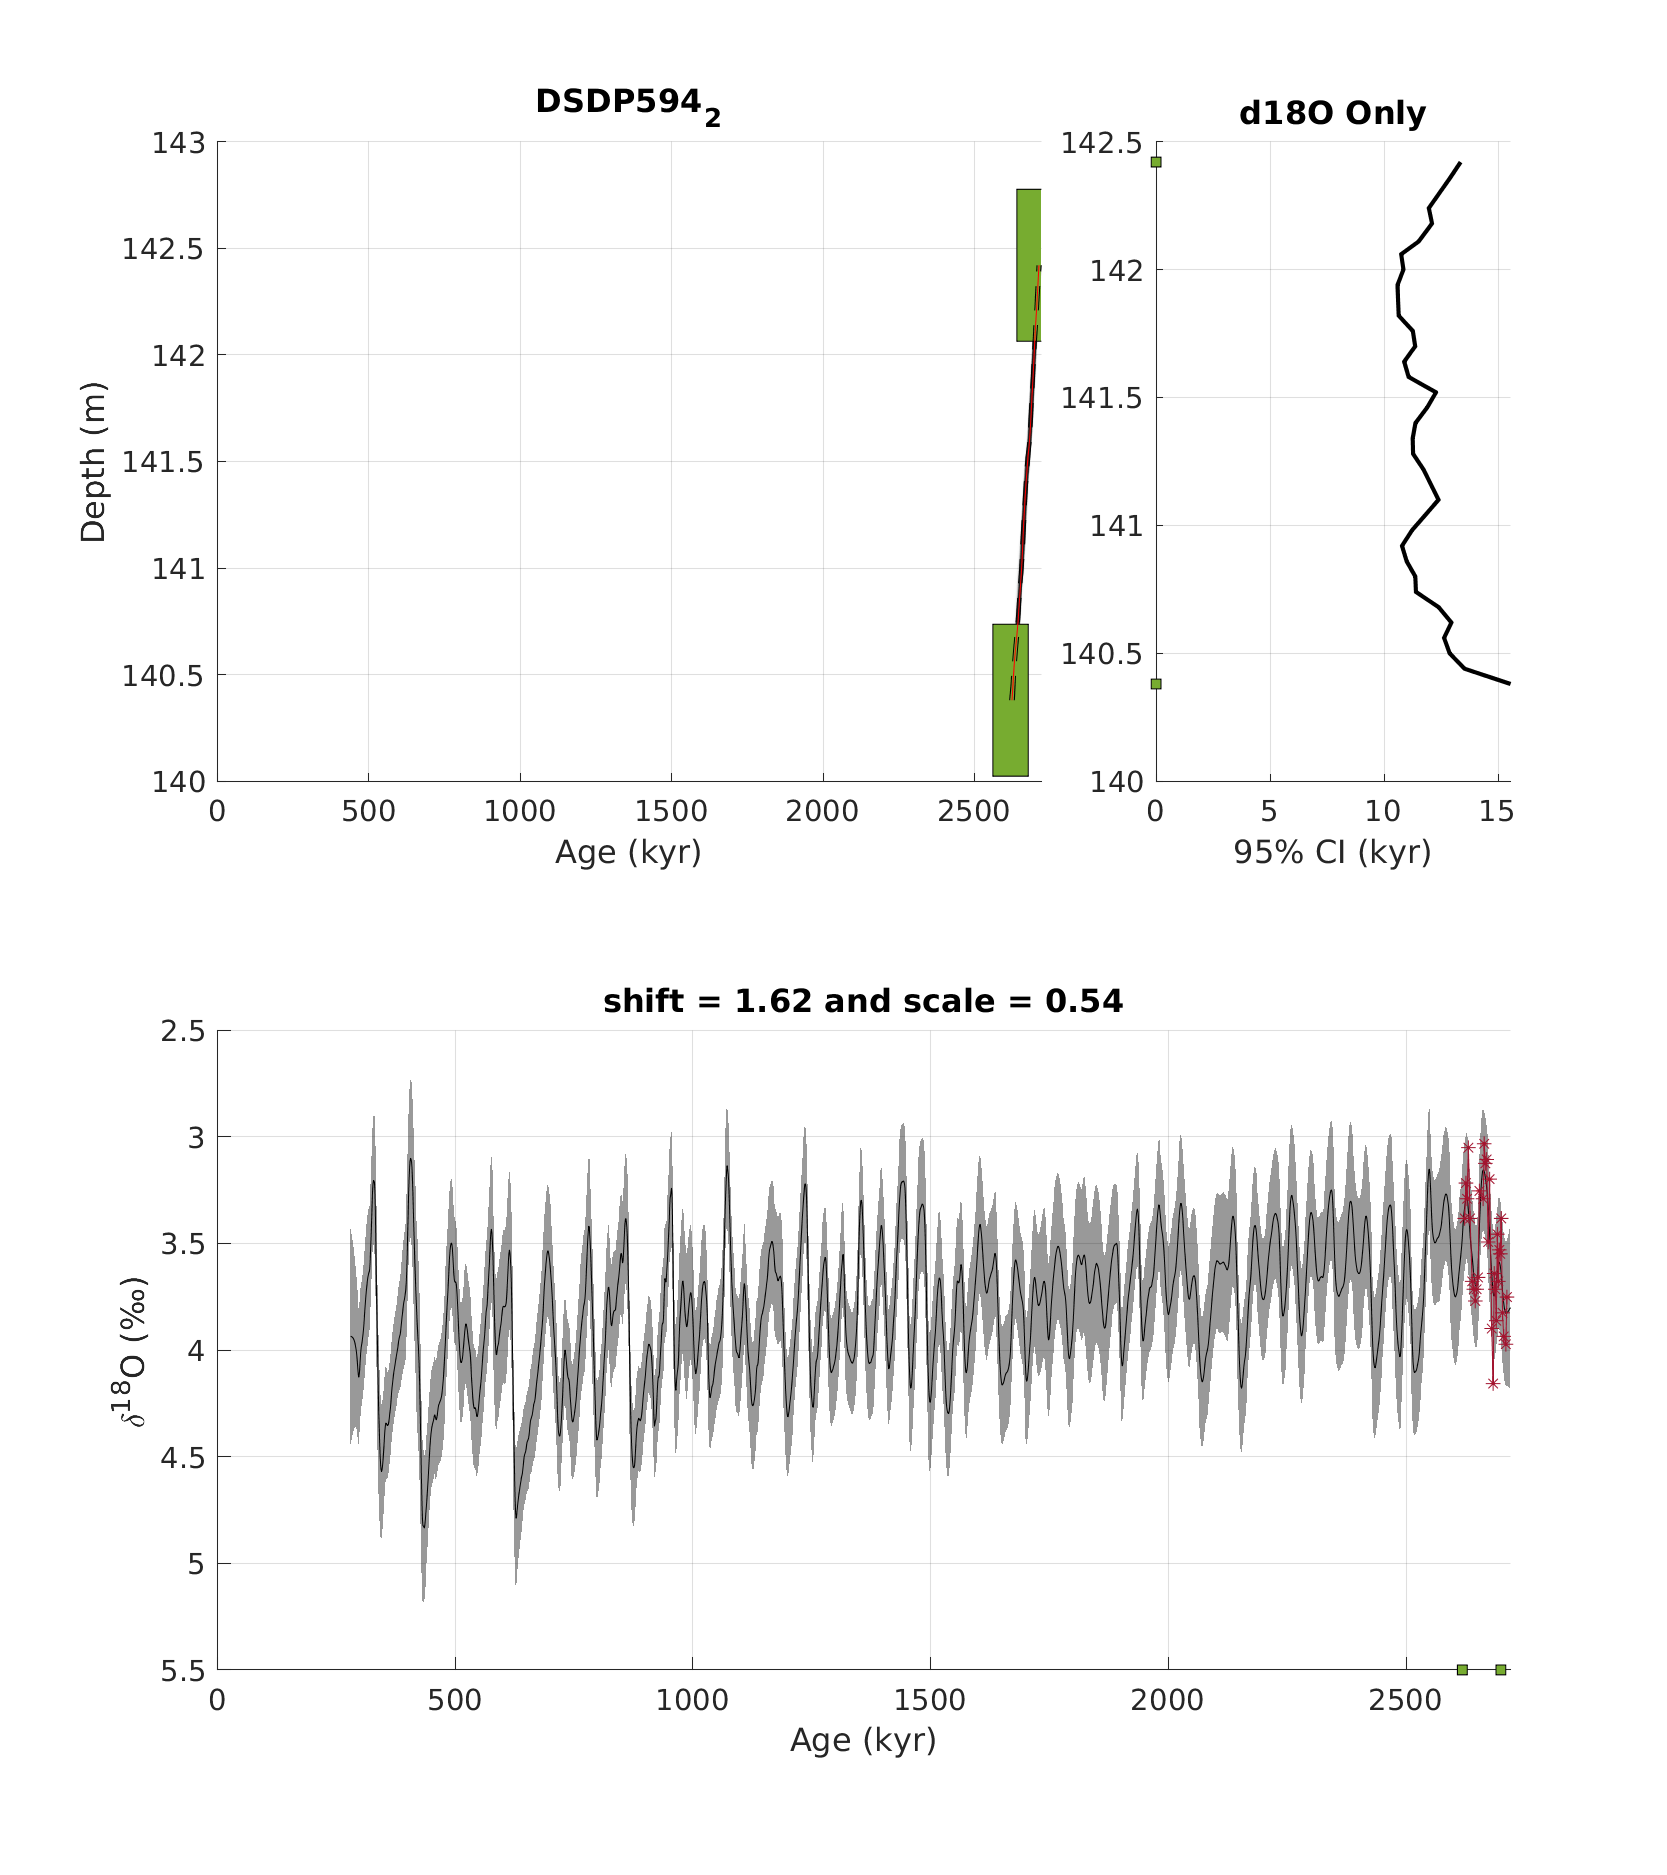 DSDP594₂
143
142.5
142
141.5
141
140.5
140
Depth (m)
0 500 1000 1500 2000 2500
Age (kyr)
d18O Only
142.5
142
141.5
141
140.5
140
0 5 10 15
95% CI (kyr)
shift = 1.62 and scale = 0.54
2.5
3
3.5
4
4.5
5
5.5
δ¹⁸O (‰)
0 500 1000 1500 2000 2500
Age (kyr)